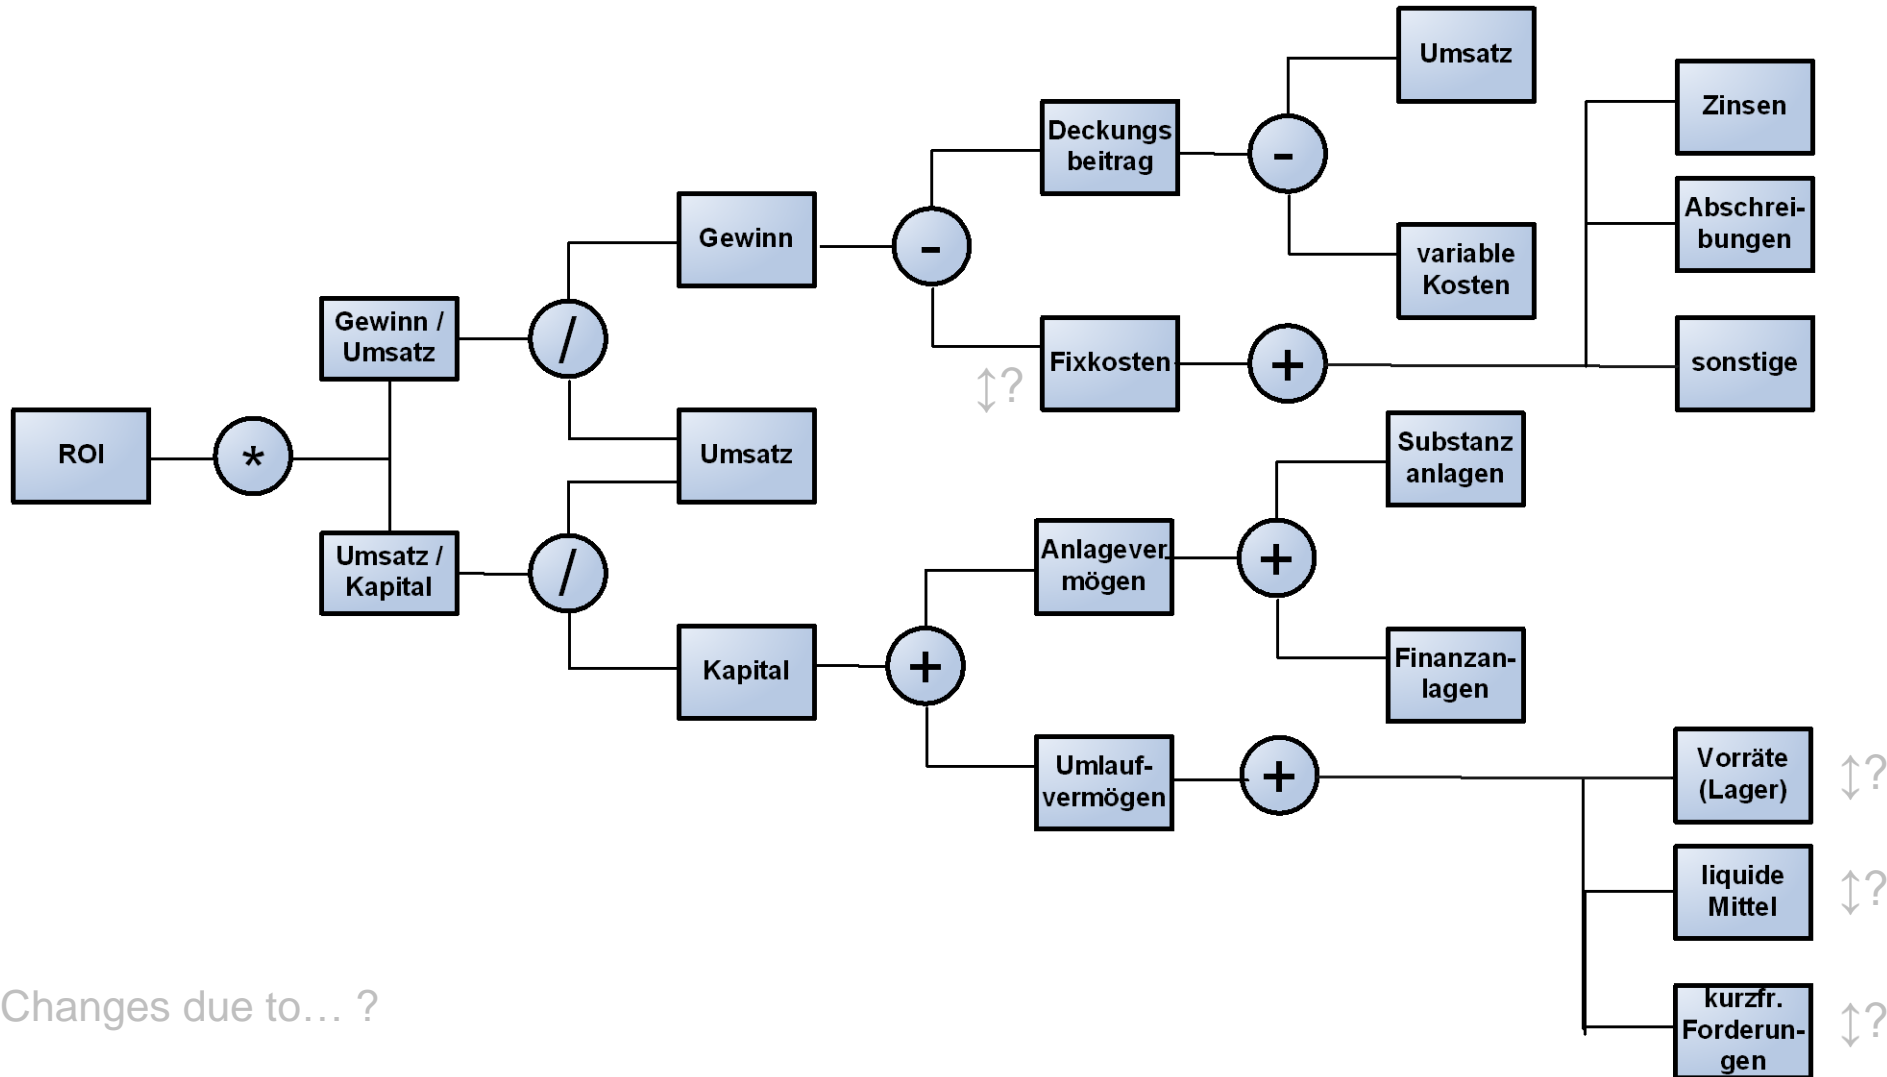 Umsatz
Zinsen
Deckungs
beitrag
-
Abschrei-
bungen
Gewinn
-
variable
Kosten
Gewinn /
Umsatz
/
Fixkosten
+
sonstige
↕?
ROI
*
Umsatz
Substanz
anlagen
Umsatz /
Kapital
/
Anlagever
mögen
+
Kapital
+
Finanzan-
lagen
Umlauf-
vermögen
+
Vorräte
(Lager)
↕?
liquide
Mittel
↕?
Changes due to... ?
kurzfr.
Forderun-
gen
↕?